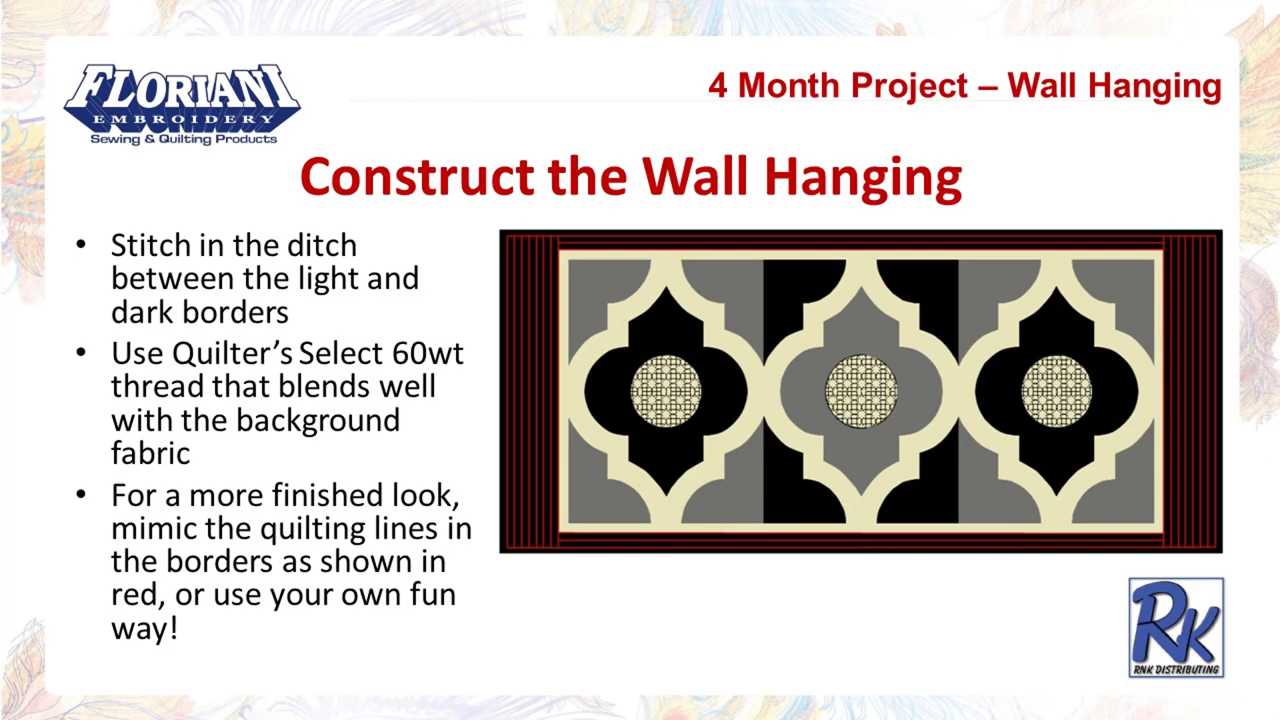 FLORIANI
EMBROIDERY
Sewing & Quilting Products
4 Month Project – Wall Hanging
Construct the Wall Hanging
• Stitch in the ditch
between the light and
dark borders
• Use Quilter’s Select 60wt
thread that blends well
with the background
fabric
• For a more finished look,
mimic the quilting lines in
the borders as shown in
red, or use your own fun
way!
RK
RNK DISTRIBUTING